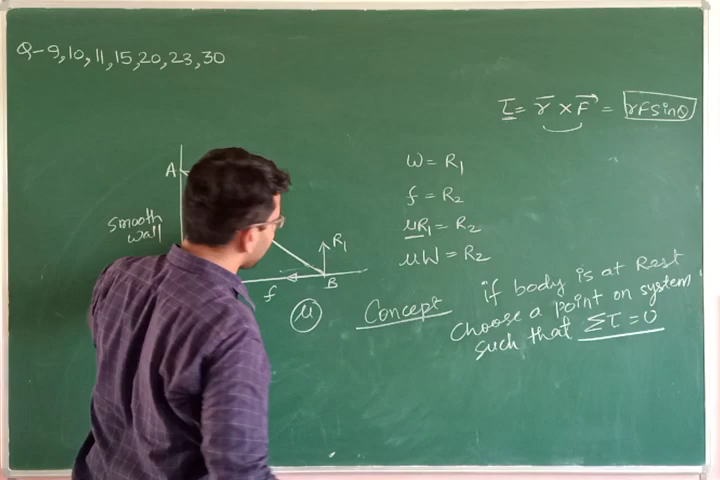 Q-9,10,11,15,20,23,30
τ = r × F = rFsinθ
A
smooth
wall
R1
B
f
μ
W = R1
f = R2
μR1 = R2
μW = R2
Concept
"if body is at Rest
Choose a point on system"
such that Στ = 0